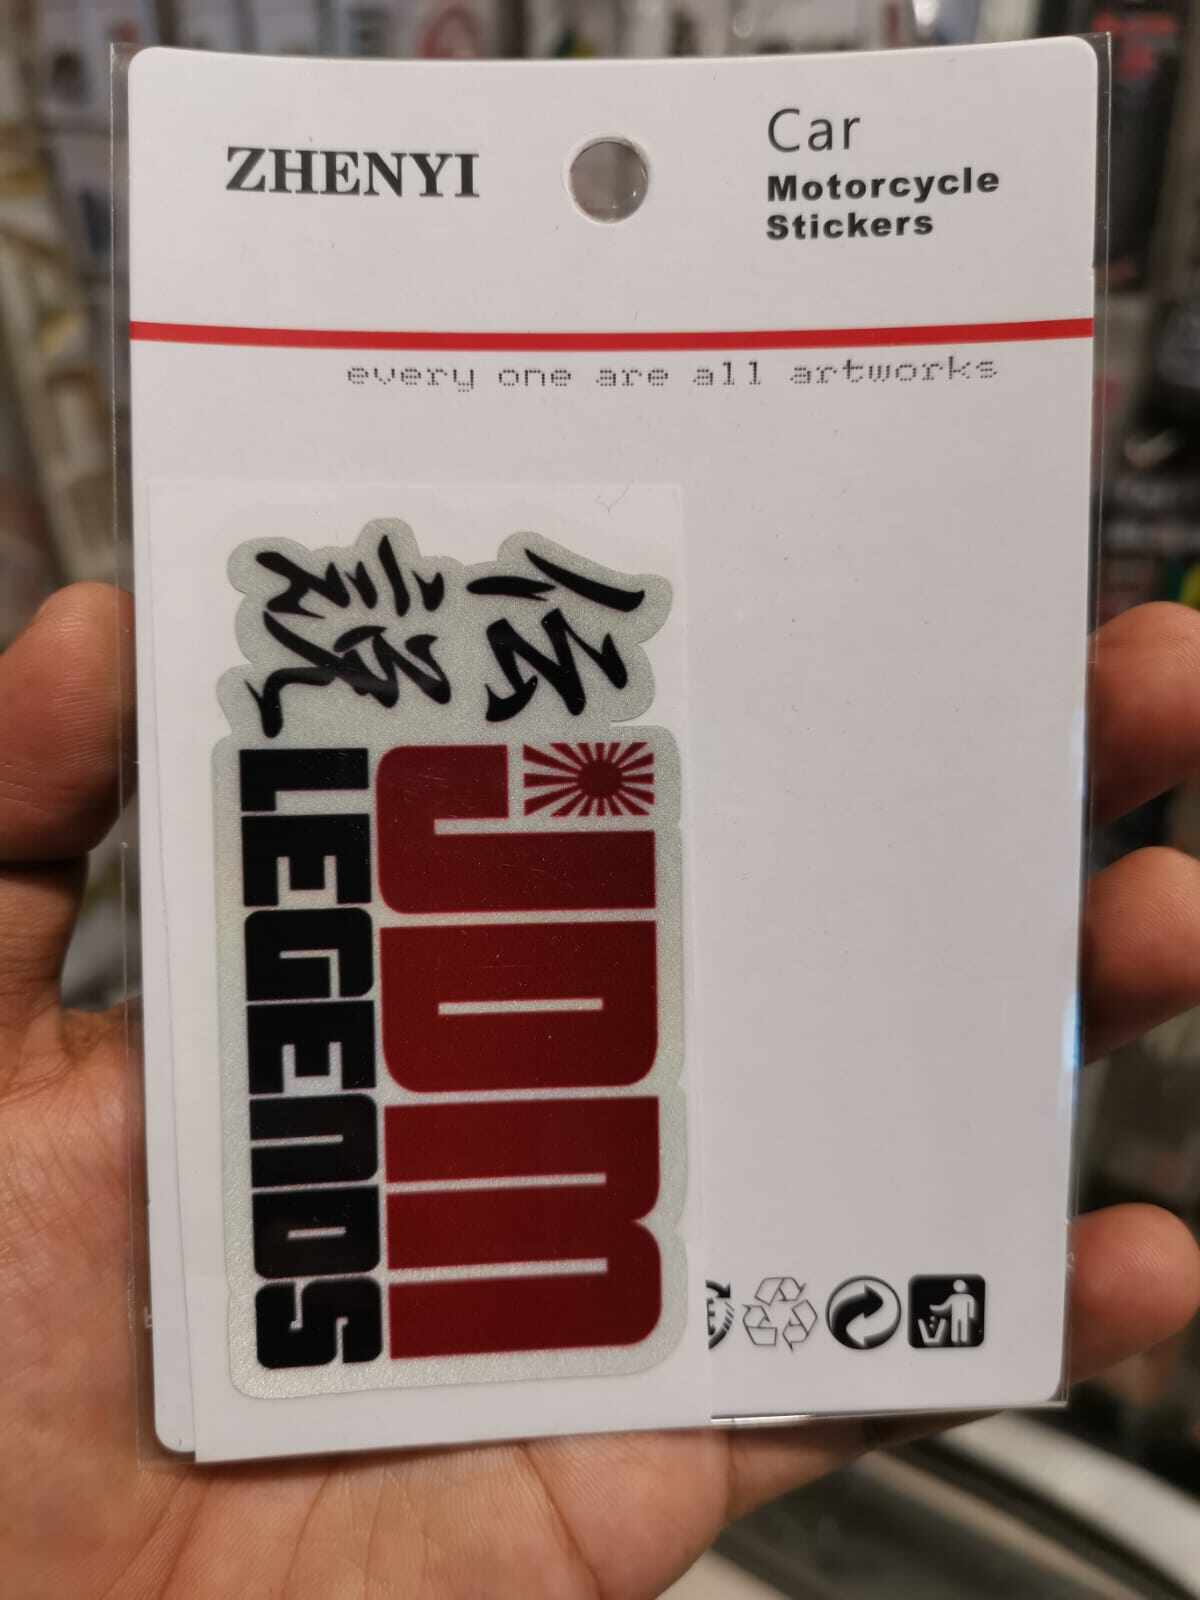 ZHENYI
Car
Motorcycle
Stickers
every one are all artworks
伝説
JDM
LEGENDS